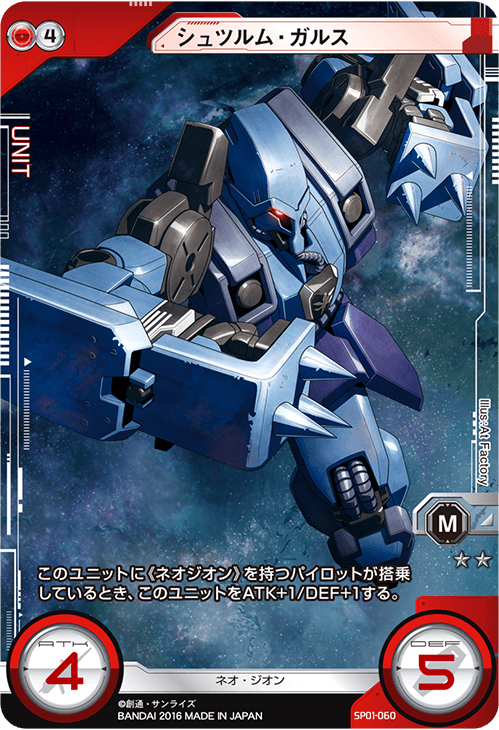 4
シュツルム・ガルス
UNIT
Illus:At Factory
M
このユニットに《ネオジオン》を持つパイロットが搭乗
しているとき、このユニットをATK+1/DEF+1する。
ATK
4
DEF
5
ネオ・ジオン
©創通・サンライズ
BANDAI 2016 MADE IN JAPAN
SP01-060